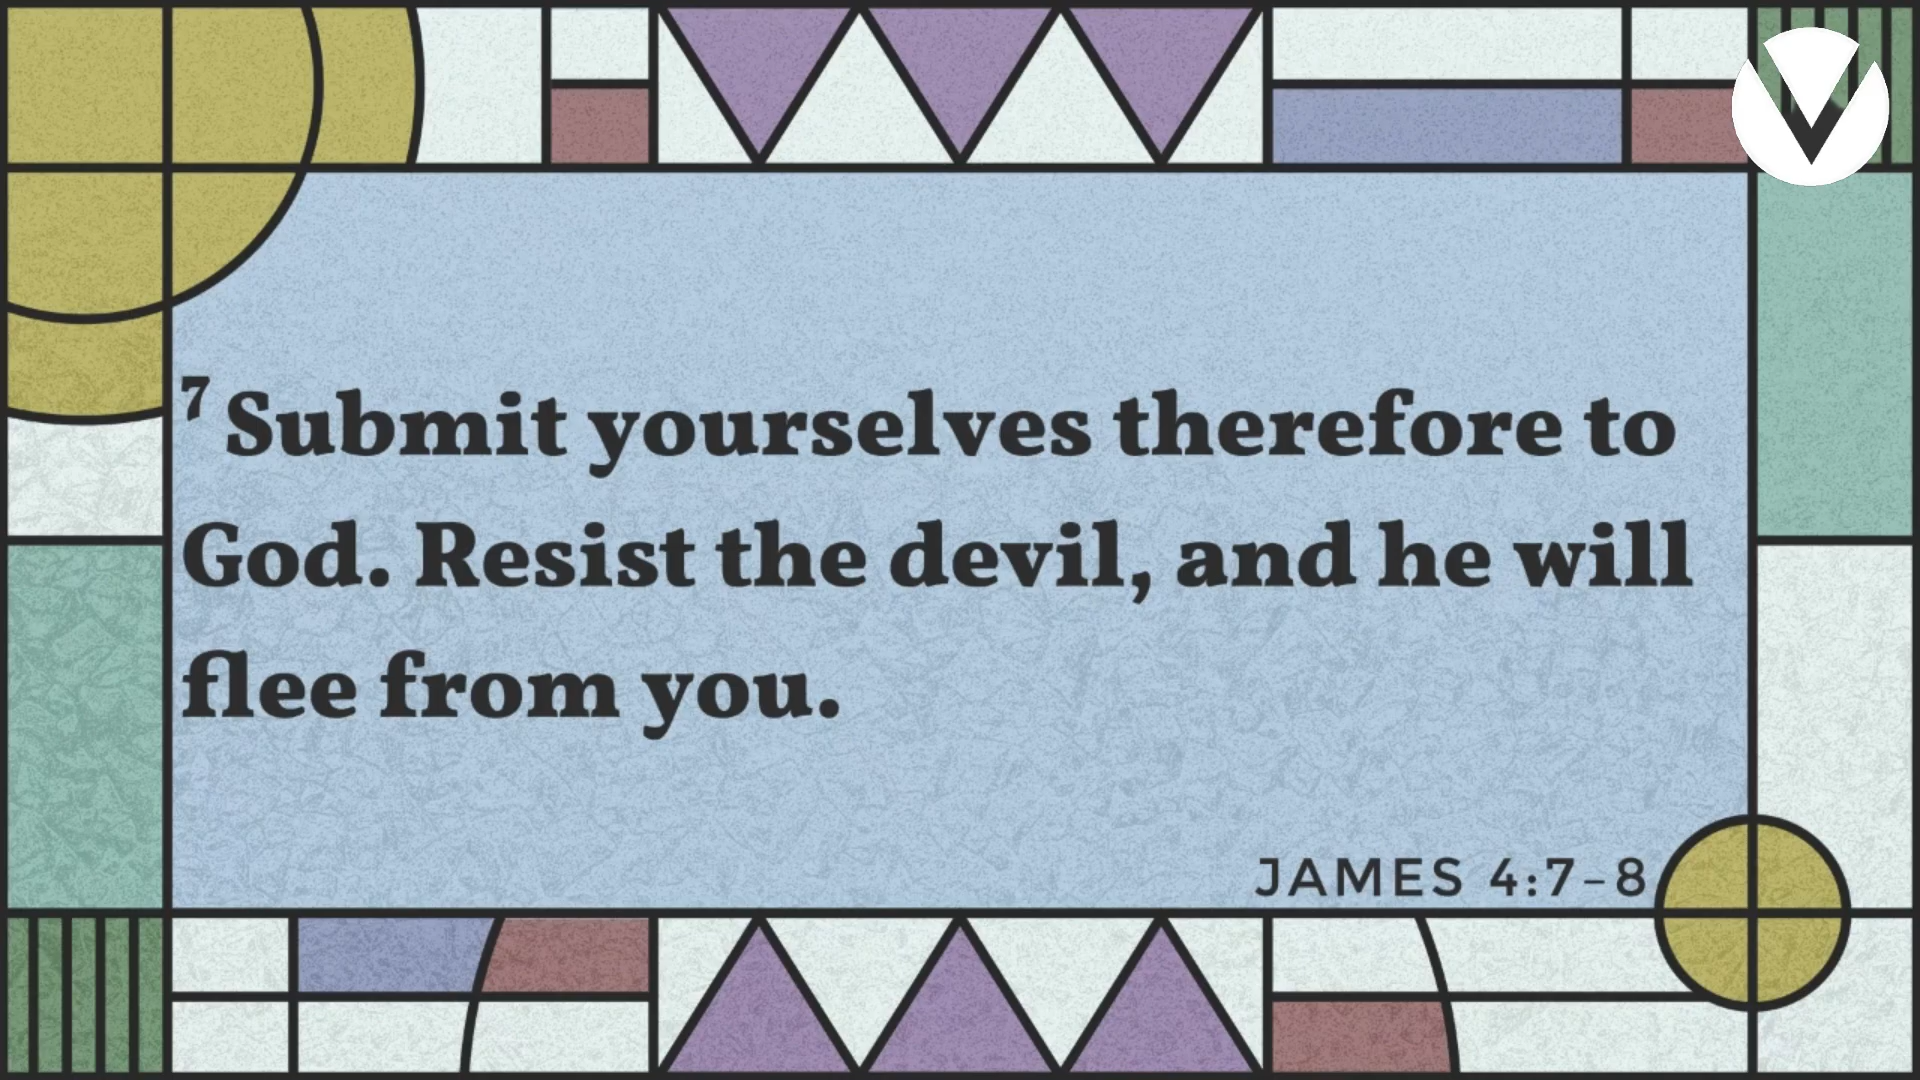 7 Submit yourselves therefore to
God. Resist the devil, and he will
flee from you.
JAMES 4:7–8